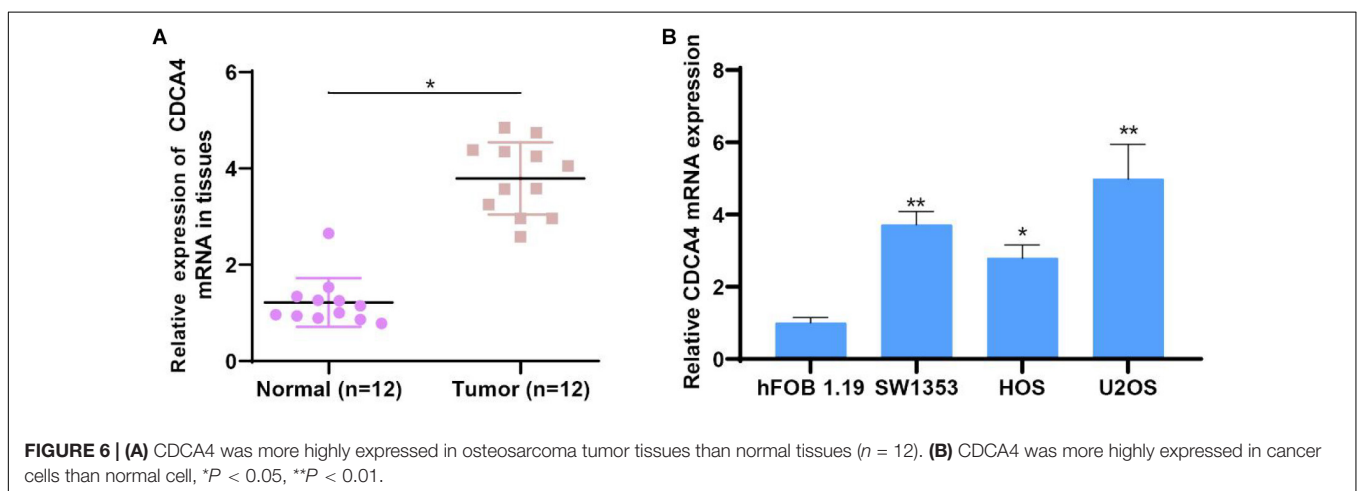 A
Relative expression of CDCA4
mRNA in tissues
6
4
2
0
*
Normal (n=12)
Tumor (n=12)
B
Relative CDCA4 mRNA expression
8
6
4
2
0
**
*
**
hFOB 1.19
SW1353
HOS
U2OS
FIGURE 6 | (A) CDCA4 was more highly expressed in osteosarcoma tumor tissues than normal tissues (n = 12). (B) CDCA4 was more highly expressed in cancer
cells than normal cell, *P < 0.05, **P < 0.01.